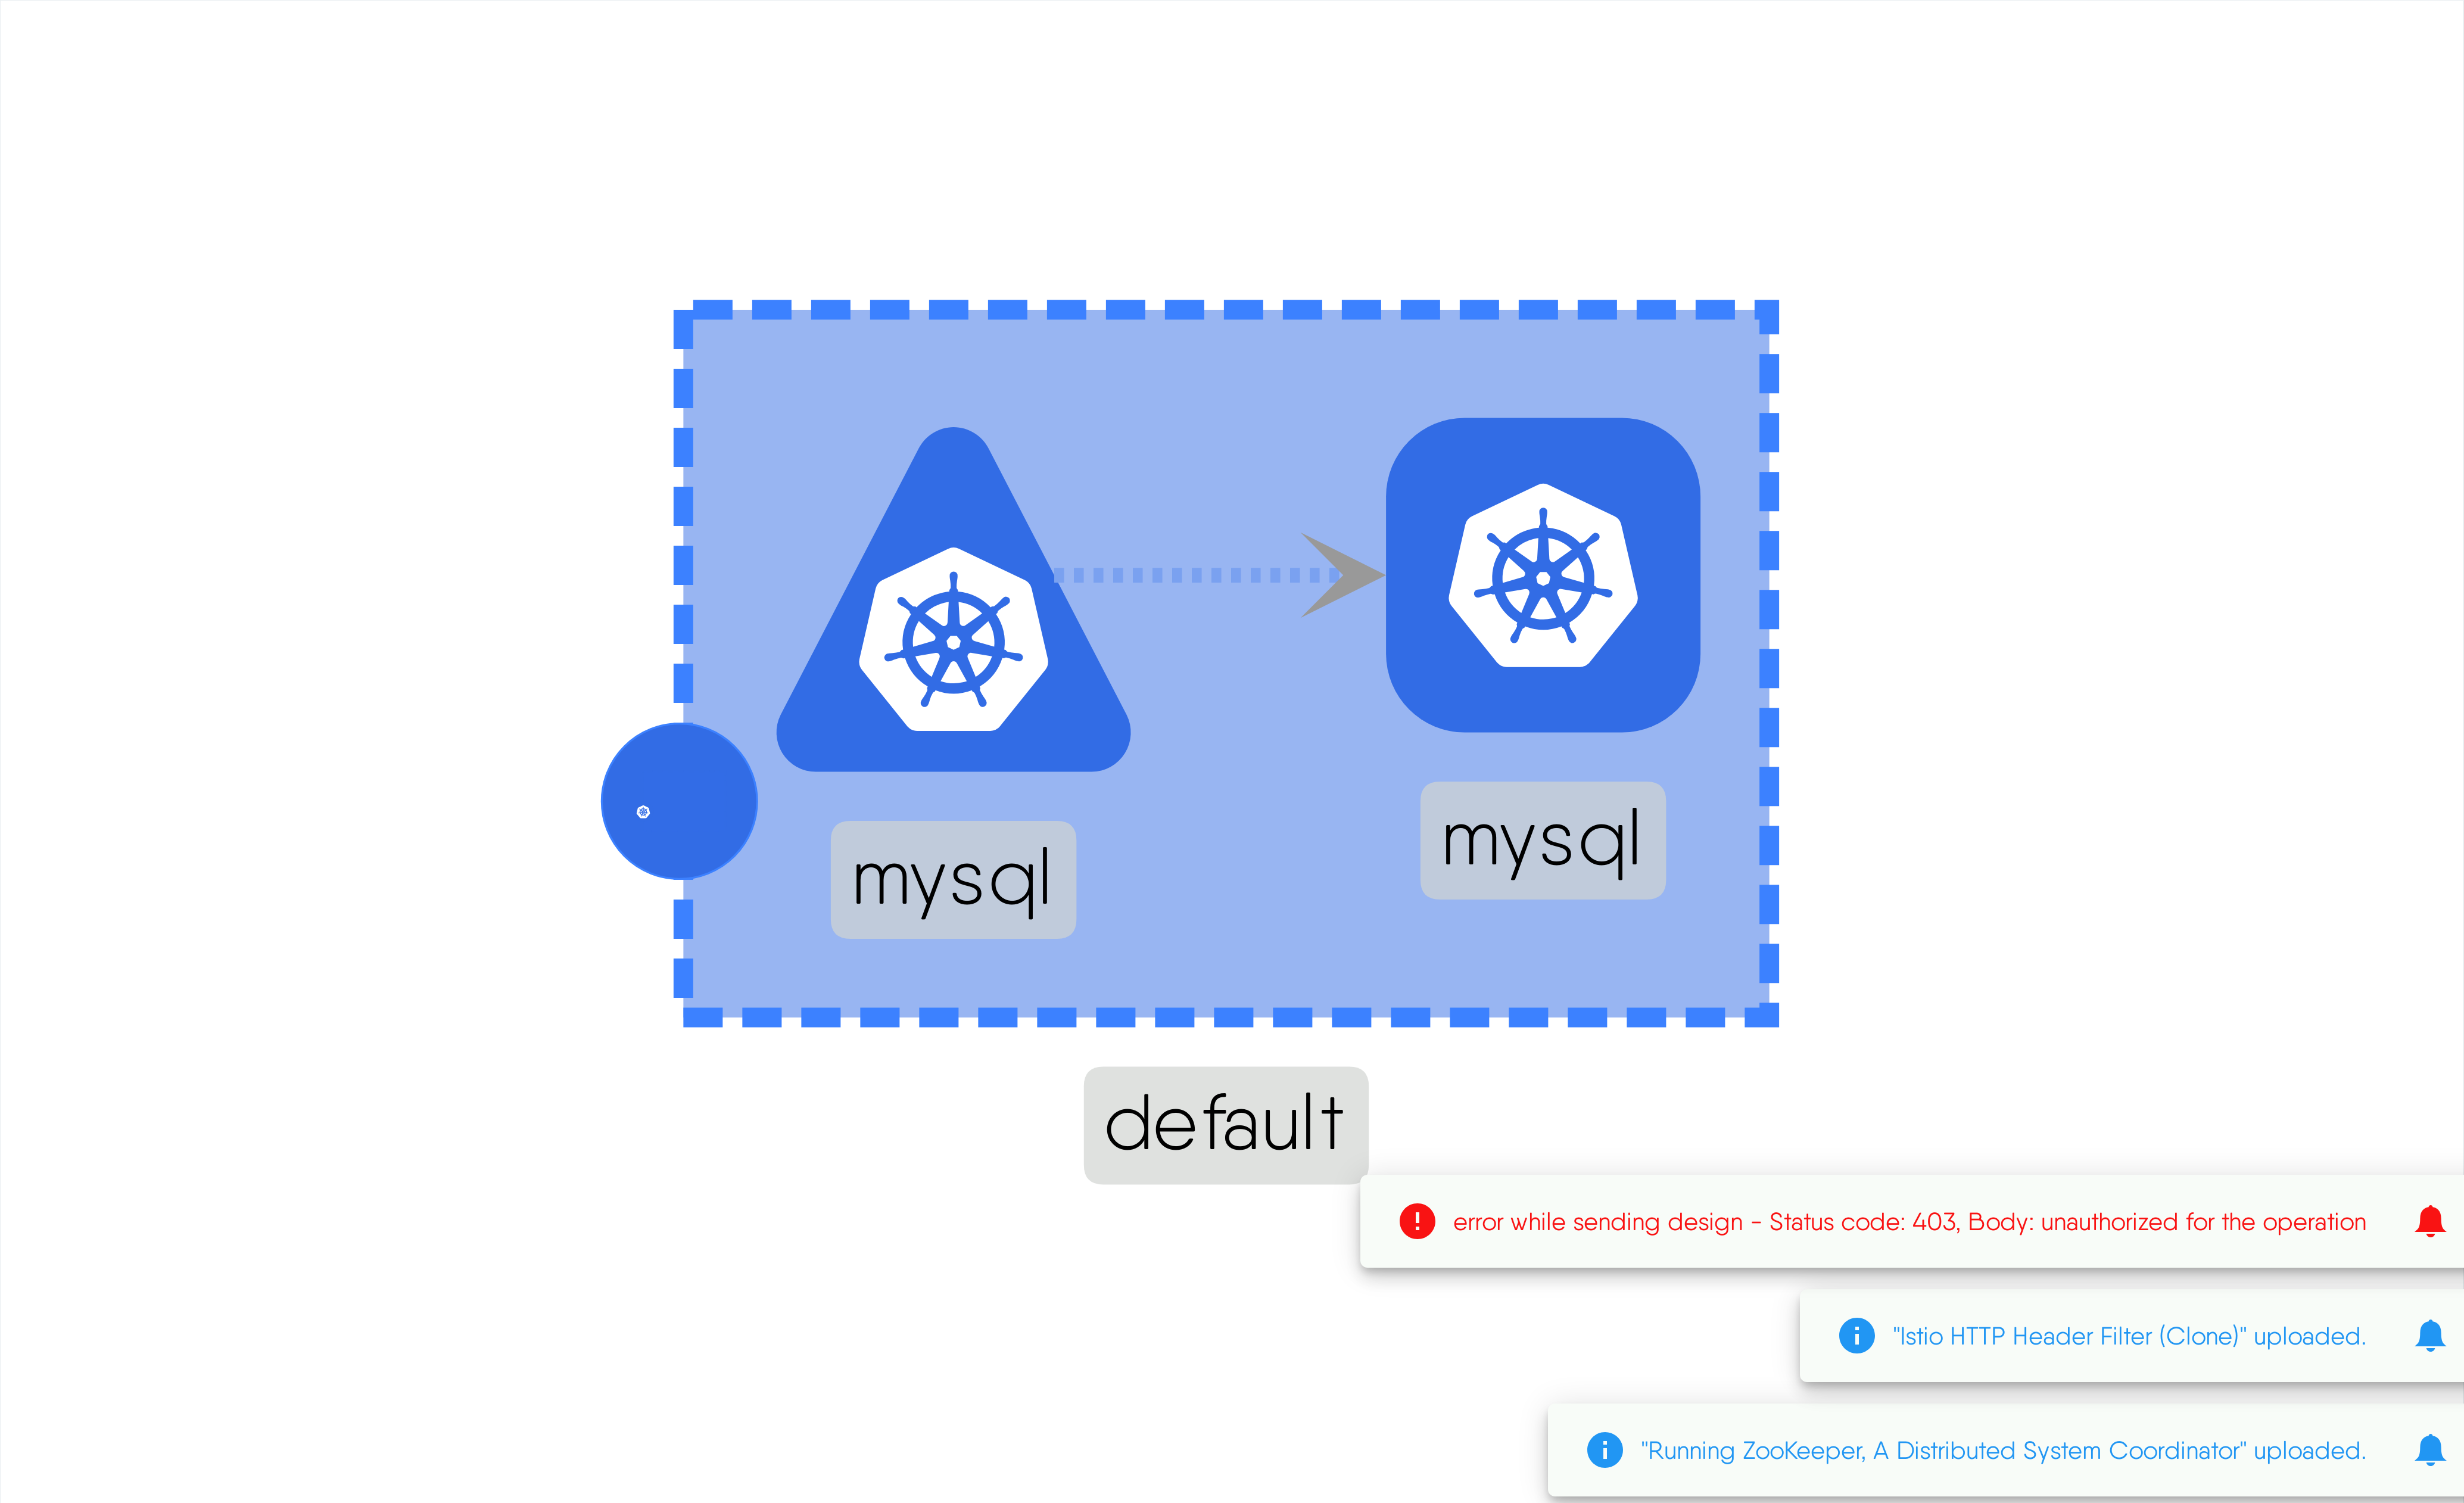 mysql
mysql
default
error while sending design - Status code: 403, Body: unauthorized for the operation
"Istio HTTP Header Filter (Clone)" uploaded.
"Running ZooKeeper, A Distributed System Coordinator" uploaded.